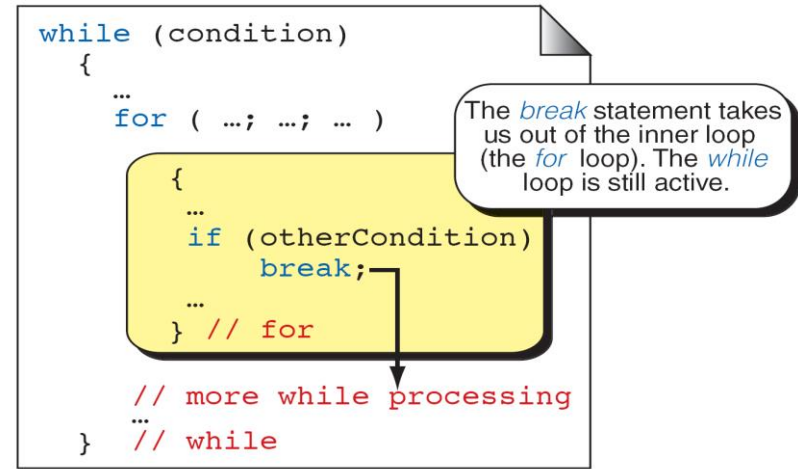 while (condition)
{
…
for ( …; …; … )
The break statement takes
us out of the inner loop
(the for loop). The while
loop is still active.
{
…
if (otherCondition)
break;
…
} // for
// more while processing
…
} // while